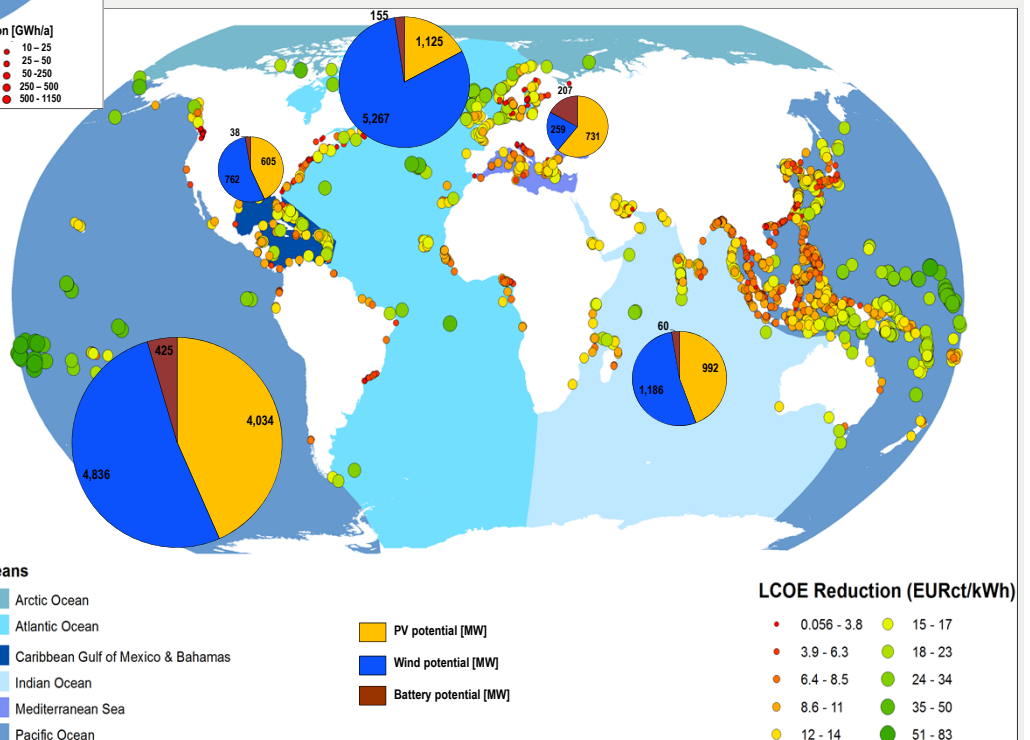 n [GWh/a]
10 – 25
25 – 50
50 -250
250 – 500
500 - 1150
155
1,125
5,267
207
259
731
38
605
762
60
992
1,186
425
4,034
4,836
eans
Arctic Ocean
Atlantic Ocean
Caribbean Gulf of Mexico & Bahamas
Indian Ocean
Mediterranean Sea
Pacific Ocean
PV potential [MW]
Wind potential [MW]
Battery potential [MW]
LCOE Reduction (EURct/kWh)
0.056 - 3.8
3.9 - 6.3
6.4 - 8.5
8.6 - 11
12 - 14
15 - 17
18 - 23
24 - 34
35 - 50
51 - 83